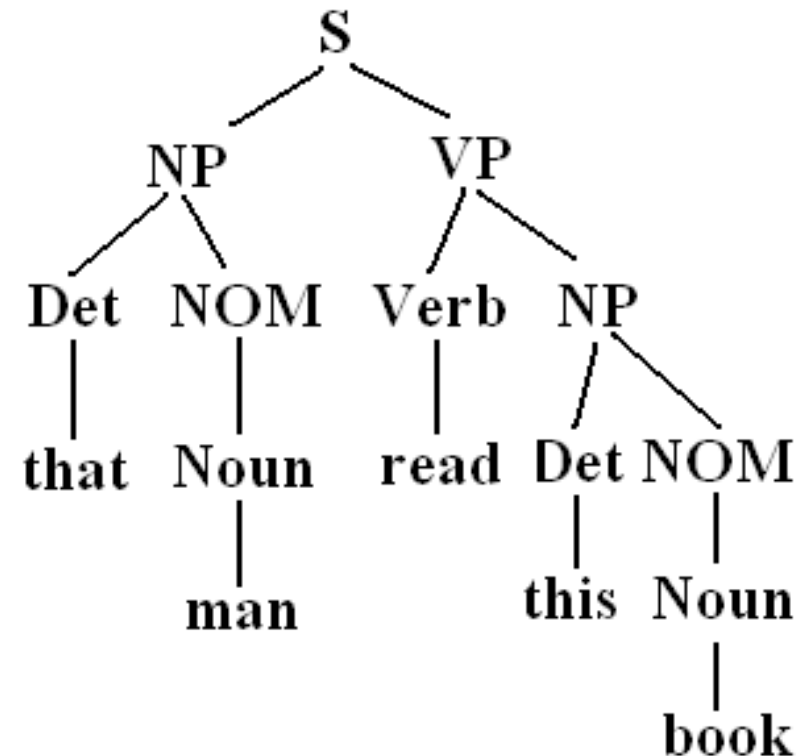 S
NP VP
Det NOM Verb NP
that Noun read Det NOM
man this Noun
book